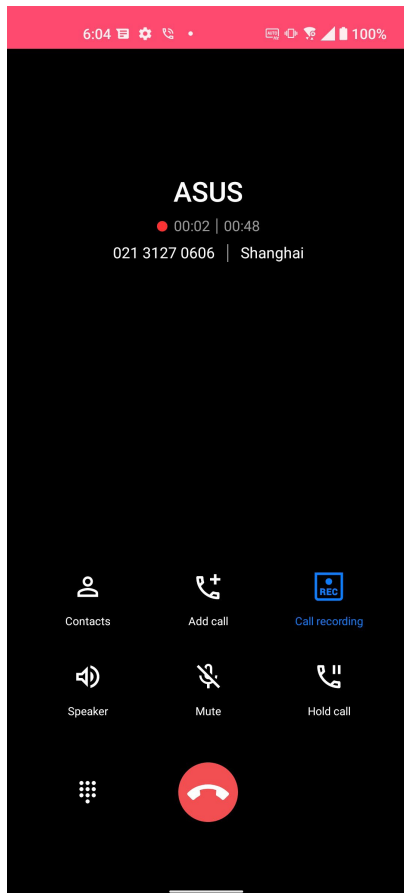 6:04 100%
ASUS
00:02 | 00:48
021 3127 0606 | Shanghai
REC
Contacts Add call Call recording
Speaker Mute Hold call